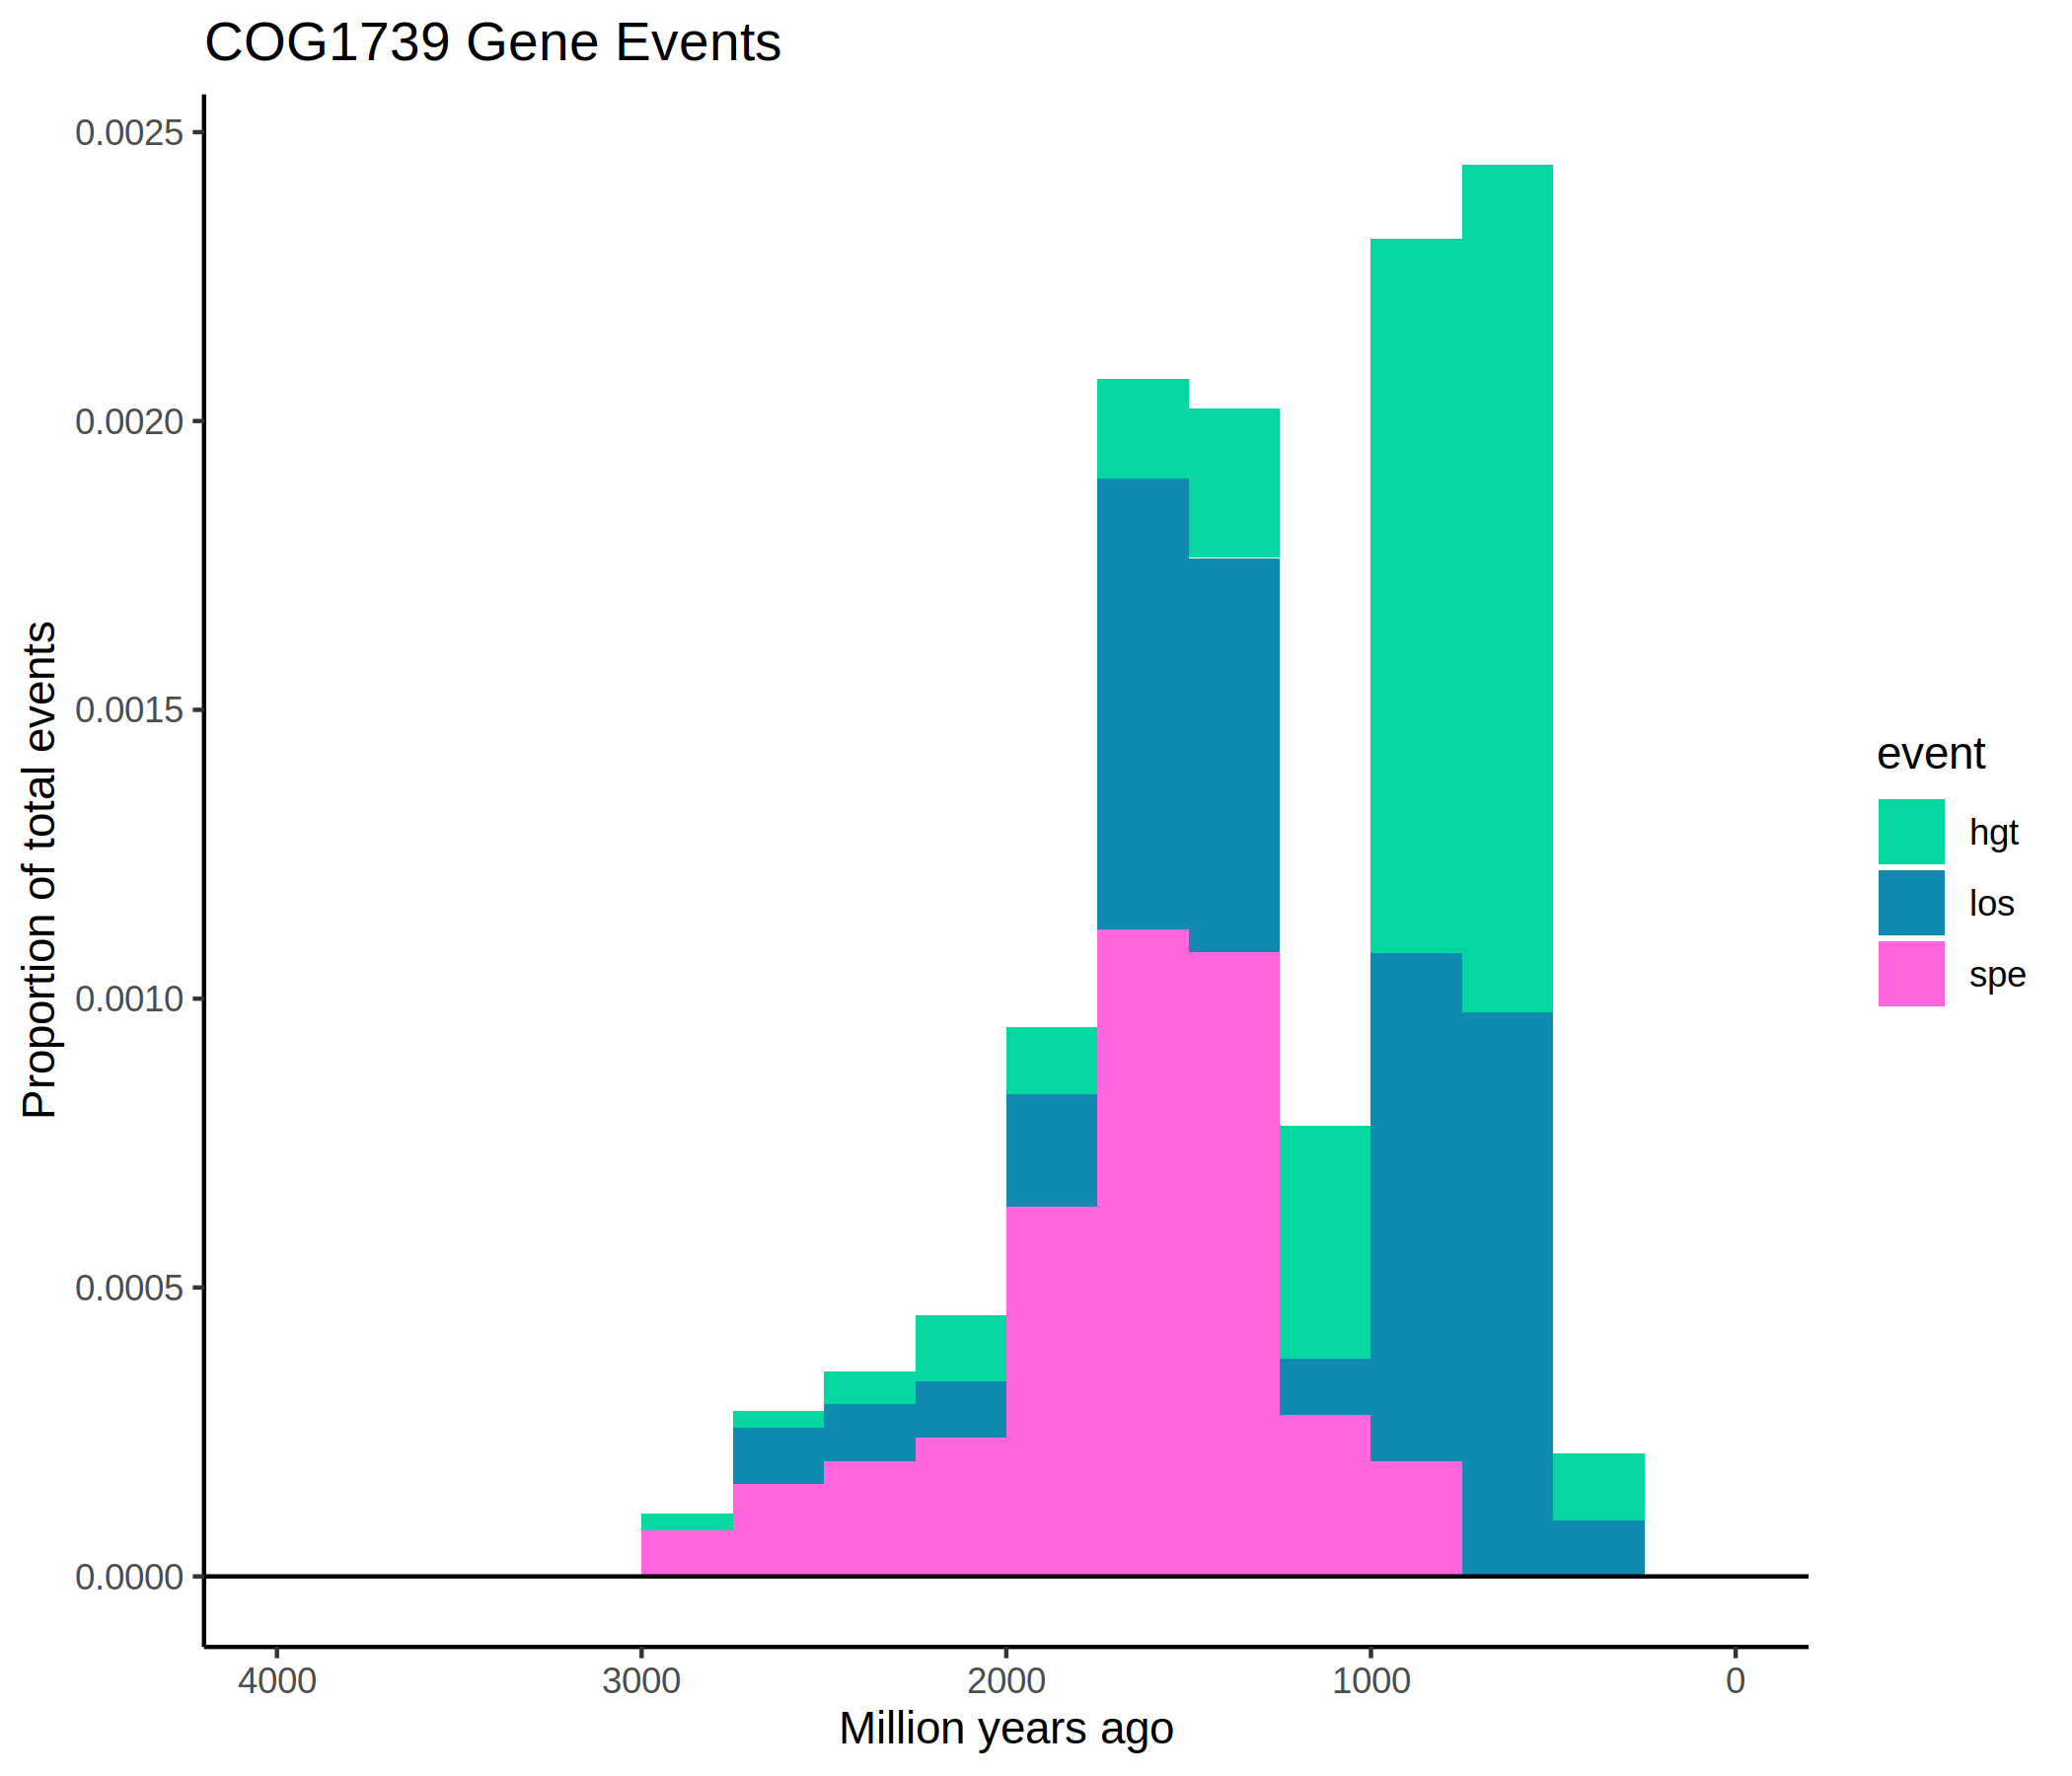 COG1739 Gene Events
0.0025
0.0020
0.0015
0.0010
0.0005
0.0000
Proportion of total events
4000 3000 2000 1000 0
Million years ago
event
hgt
los
spe